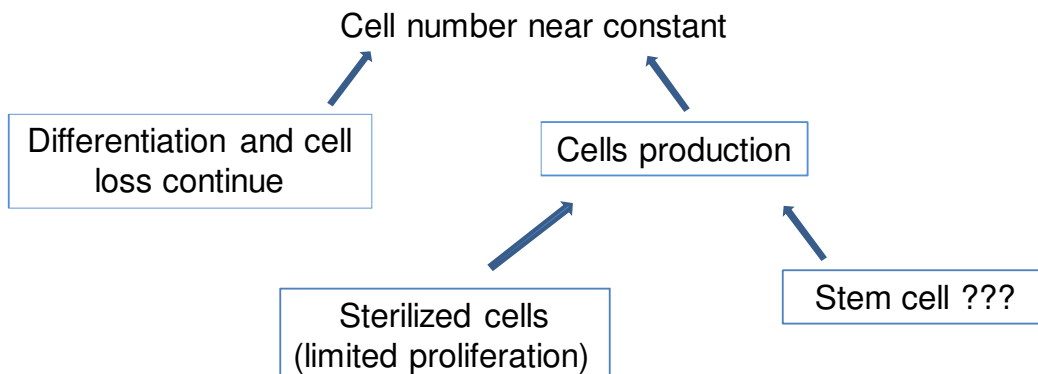 Cell number near constant
Differentiation and cell
loss continue
Cells production
Sterilized cells
(limited proliferation)
Stem cell ???